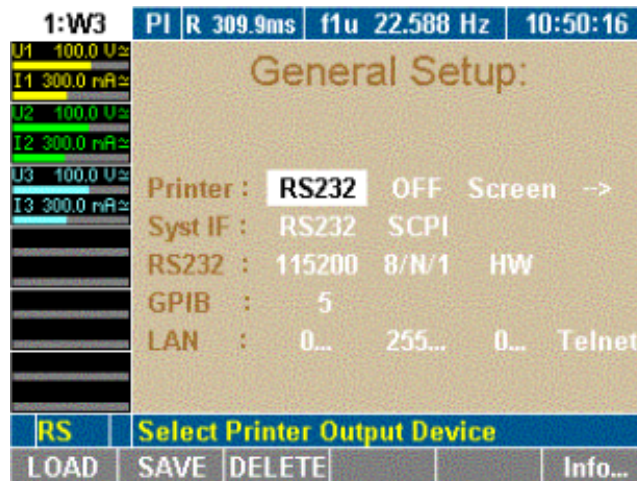 1:W3 PI R 309.9ms f1u 22.588 Hz 10:50:16
U1 100.0 U≃
I1 300.0 mA≃
U2 100.0 U≃
I2 300.0 mA≃
U3 100.0 U≃
I3 300.0 mA≃
General Setup:
Printer : RS232 OFF Screen -->
Syst IF : RS232 SCPI
RS232 : 115200 8/N/1 HW
GPIB : 5
LAN : 0... 255... 0... Telnet
RS Select Printer Output Device
LOAD SAVE DELETE Info...